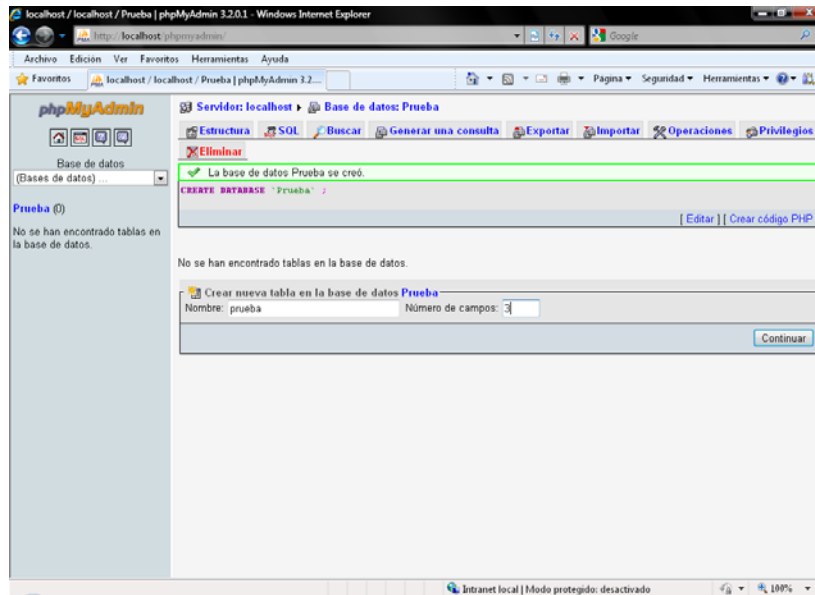 localhost / localhost / Prueba | phpMyAdmin 3.2.0.1 - Windows Internet Explorer
http://localhost/phpmyadmin/
Google
Archivo Edición Ver Favoritos Herramientas Ayuda
Favoritos localhost / localhost / Prueba | phpMyAdmin 3.2.... Página Seguridad Herramientas
phpMyAdmin
Base de datos
(Bases de datos) ...
Prueba (0)
No se han encontrado tablas en
la base de datos.
Servidor: localhost Base de datos: Prueba
Estructura SQL Buscar Generar una consulta Exportar Importar Operaciones Privilegios
Eliminar
La base de datos Prueba se creó.
CREATE DATABASE `Prueba` ;
[ Editar ] [ Crear código PHP
No se han encontrado tablas en la base de datos.
Crear nueva tabla en la base de datos Prueba
Nombre: prueba Número de campos: 3
Continuar
Intranet local | Modo protegido: desactivado 100%